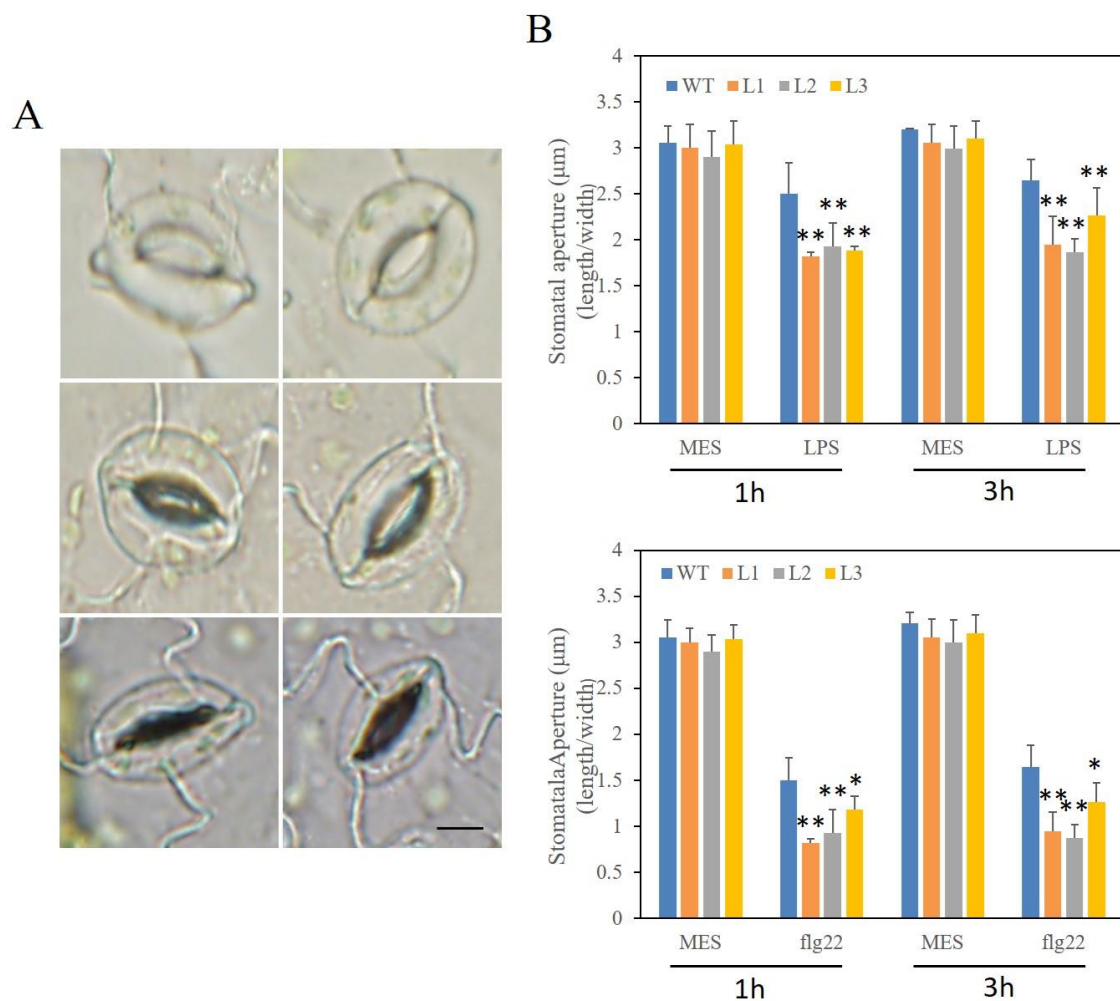 A
B
Stomatal aperture (μm)
(length/width)
4
3.5
3
2.5
2
1.5
1
0.5
0
WT L1 L2 L3
** ** **
** ** **
MES LPS MES LPS
1h 3h
StomatalaAperture (μm)
(length/width)
4
3.5
3
2.5
2
1.5
1
0.5
0
WT L1 L2 L3
** ** *
** ** *
MES flg22 MES flg22
1h 3h